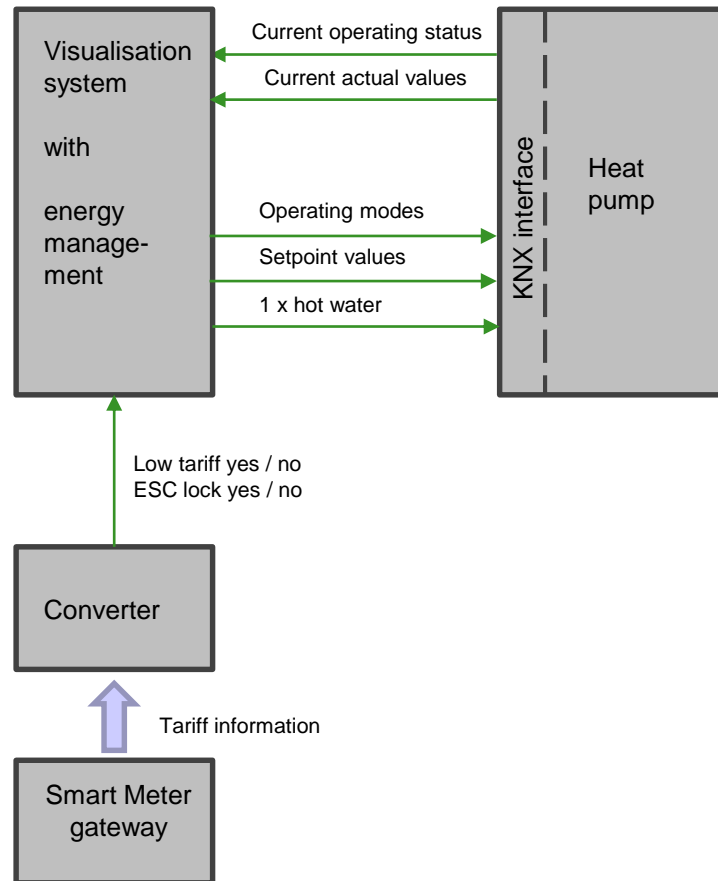 Visualisation
system
with
energy
manage-
ment
Current operating status
Current actual values
Operating modes
Setpoint values
1 x hot water
KNX interface
Heat
pump
Low tariff yes / no
ESC lock yes / no
Converter
Tariff information
Smart Meter
gateway